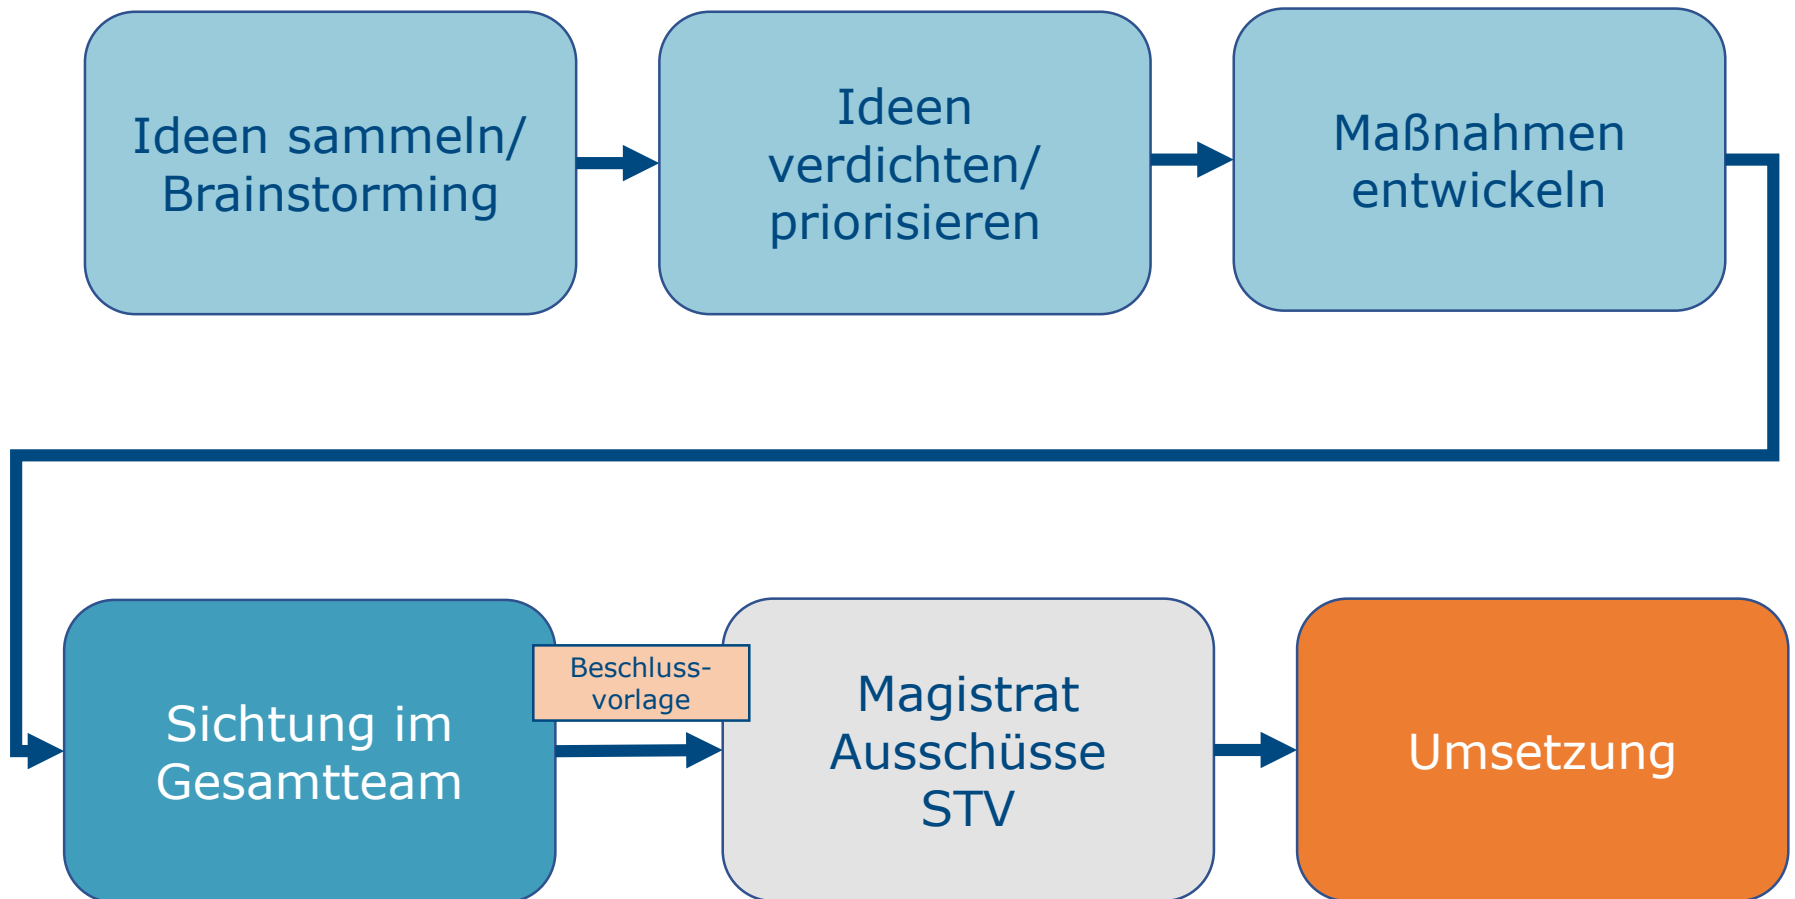 Ideen sammeln/
Brainstorming
Ideen
verdichten/
priorisieren
Maßnahmen
entwickeln
Sichtung im
Gesamtteam
Beschluss-
vorlage
Magistrat
Ausschüsse
STV
Umsetzung